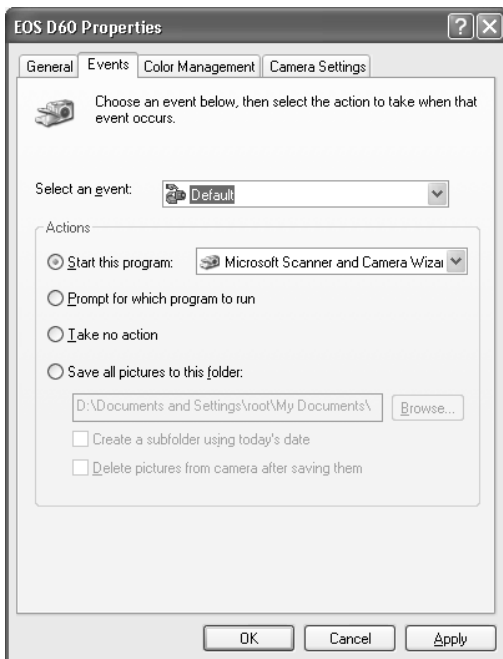 EOS D60 Properties
General Events Color Management Camera Settings
Choose an event below, then select the action to take when that
event occurs.
Select an event: Default
Actions
Start this program: Microsoft Scanner and Camera Wizar
Prompt for which program to run
Take no action
Save all pictures to this folder:
D:\Documents and Settings\root\My Documents\ Browse...
Create a subfolder using today's date
Delete pictures from camera after saving them
OK Cancel Apply